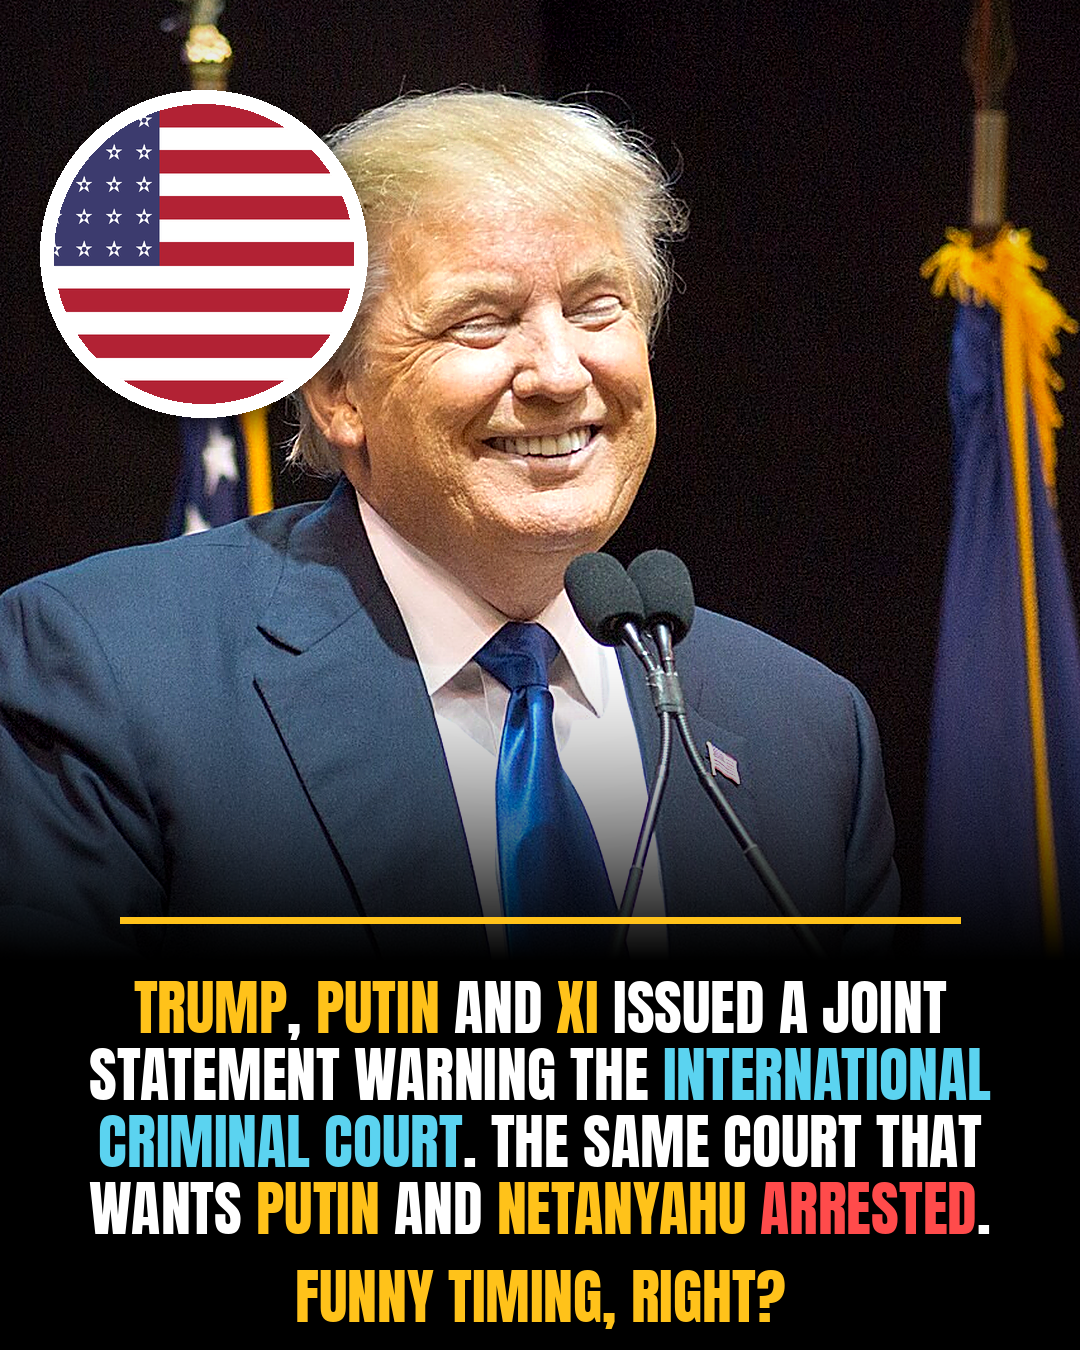 TRUMP, PUTIN AND XI ISSUED A JOINT
STATEMENT WARNING THE INTERNATIONAL
CRIMINAL COURT. THE SAME COURT THAT
WANTS PUTIN AND NETANYAHU ARRESTED.
FUNNY TIMING, RIGHT?